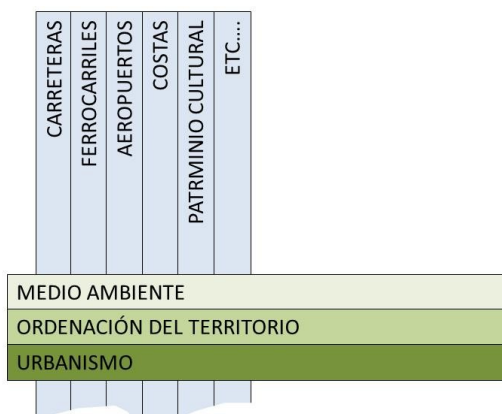 CARRETERAS
FERROCARRILES
AEROPUERTOS
COSTAS
PATRMINIO CULTURAL
ETC....
MEDIO AMBIENTE
ORDENACIÓN DEL TERRITORIO
URBANISMO